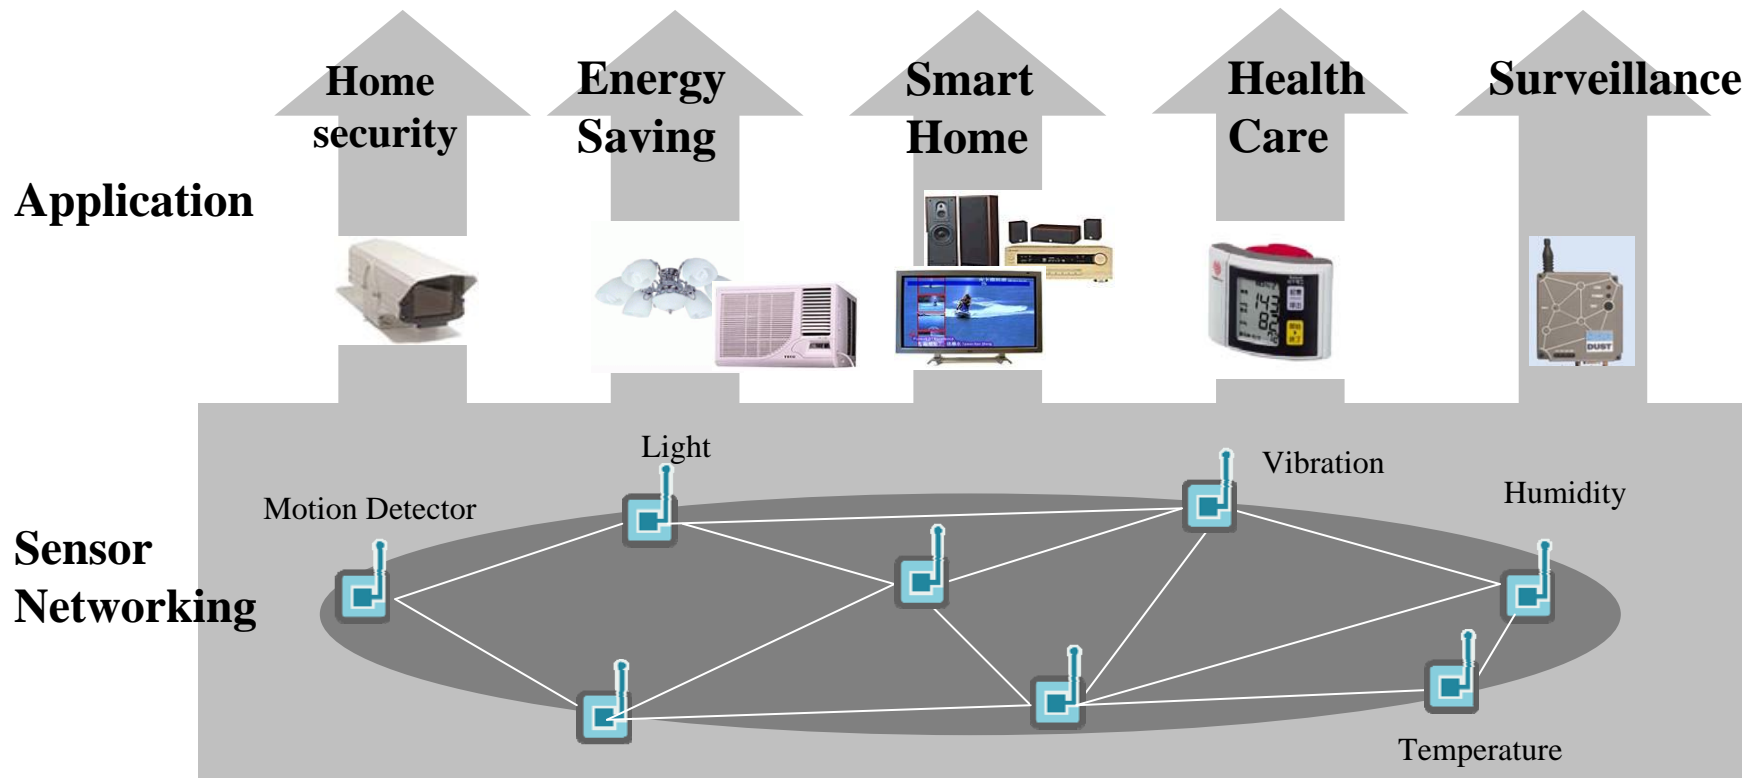 Home
security
Energy
Saving
Smart
Home
Health
Care
Surveillance
Application
DUST
Light
Vibration
Motion Detector
Humidity
Sensor
Networking
Temperature